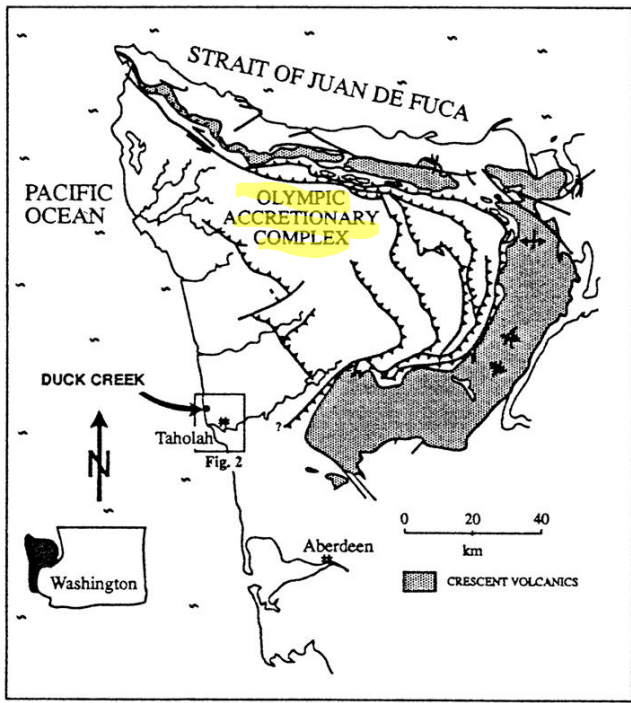 STRAIT OF JUAN DE FUCA
PACIFIC
OCEAN
OLYMPIC
ACCRETIONARY
COMPLEX
DUCK CREEK
Taholah
?
Fig. 2
N
Washington
Aberdeen
0 20 40
km
CRESCENT VOLCANICS